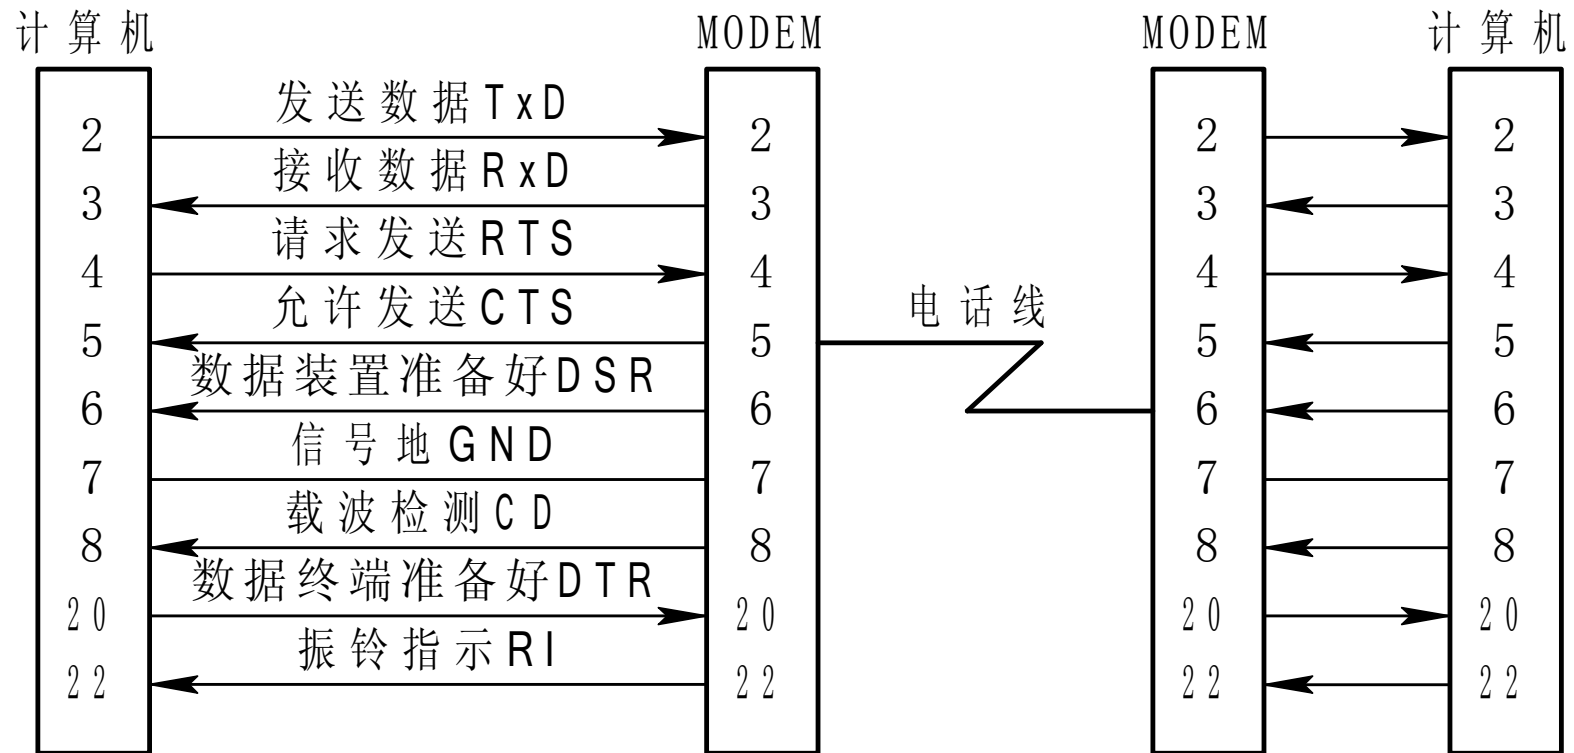 计算机 MODEM MODEM 计算机
发送数据TxD
2 2 2 2
接收数据RxD
3 3 3 3
请求发送RTS
4 4 4 4
允许发送CTS 电话线
5 5 5 5
数据装置准备好DSR
6 6 6 6
信号地GND
7 7 7 7
载波检测CD
8 8 8 8
数据终端准备好DTR
20 20 20 20
振铃指示RI
22 22 22 22